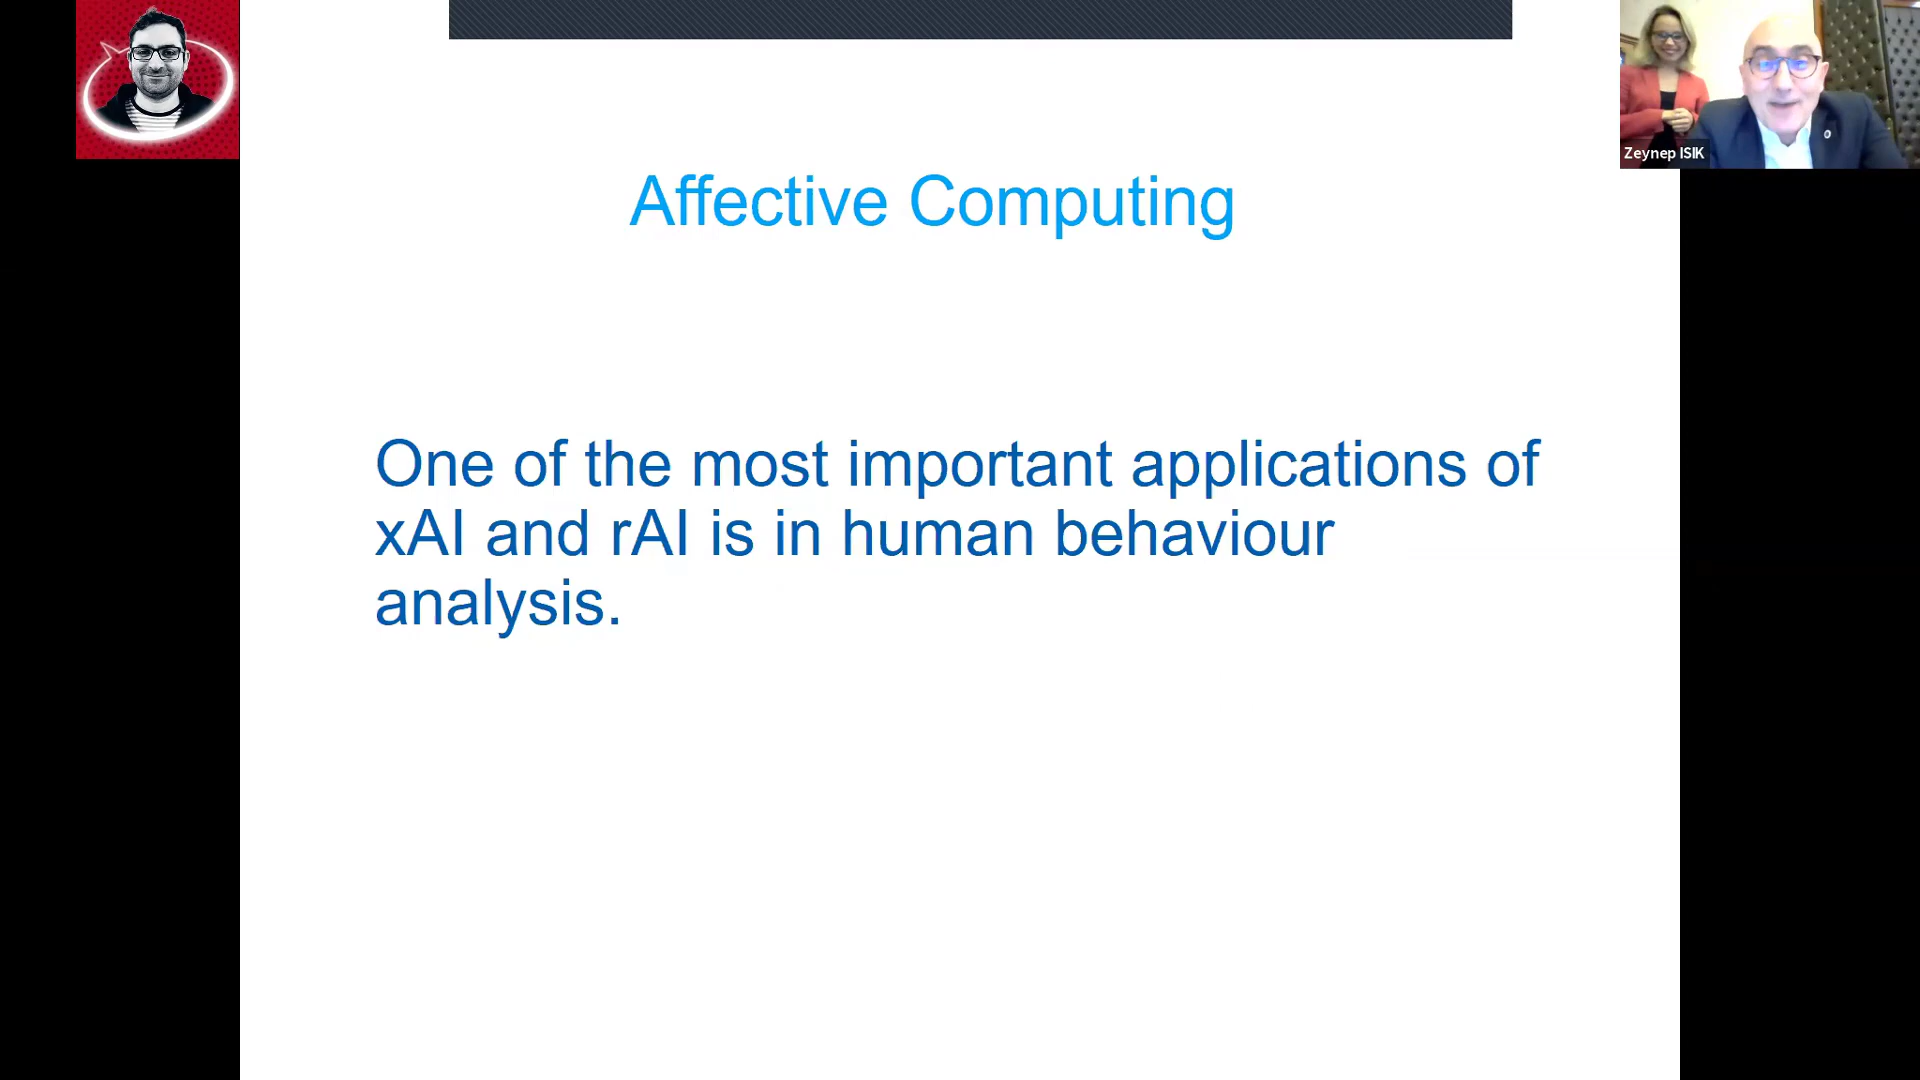 Zeynep ISIK
Affective Computing
One of the most important applications of
xAI and rAI is in human behaviour
analysis.